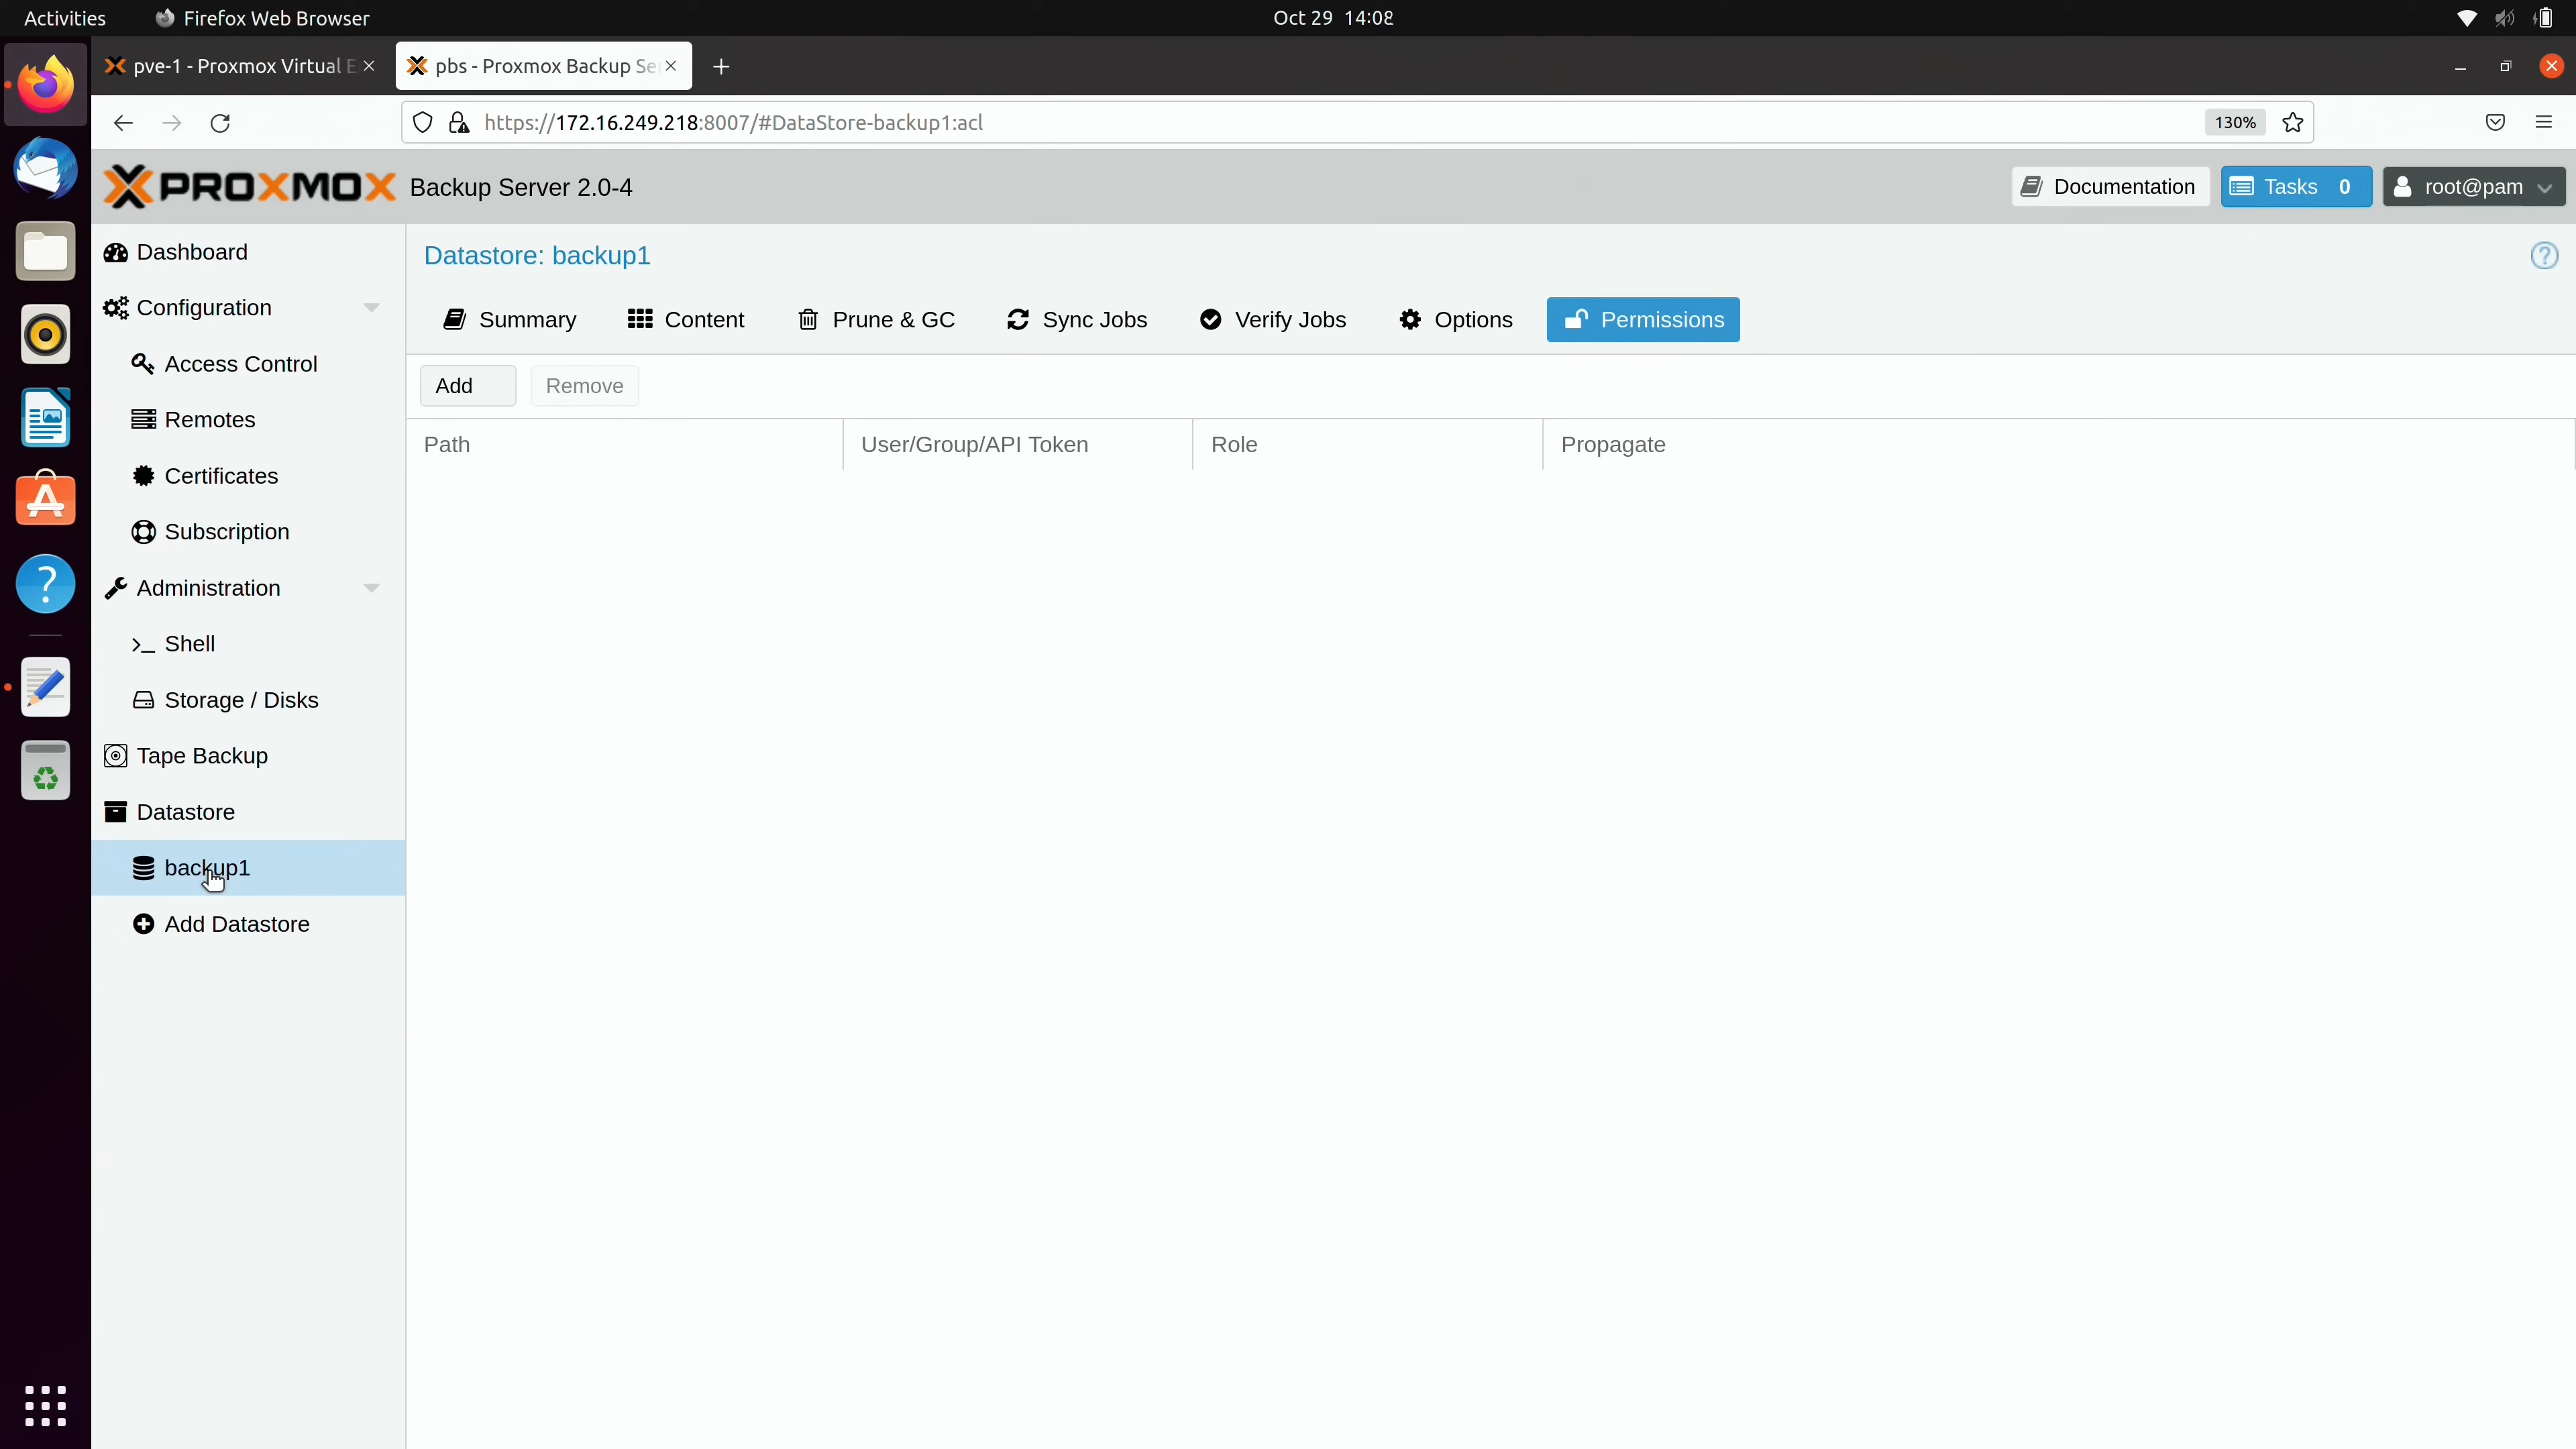 Activities Firefox Web Browser Oct 29 14:08
pve-1 - Proxmox Virtual E pbs - Proxmox Backup Se
https://172.16.249.218:8007/#DataStore-backup1:acl 130%
PROXMOX Backup Server 2.0-4 Documentation Tasks 0 root@pam
Dashboard
Configuration
Access Control
Remotes
Certificates
Subscription
Administration
Shell
Storage / Disks
Tape Backup
Datastore
backup1
Add Datastore
Datastore: backup1
Summary Content Prune & GC Sync Jobs Verify Jobs Options Permissions
Add Remove
Path User/Group/API Token Role Propagate